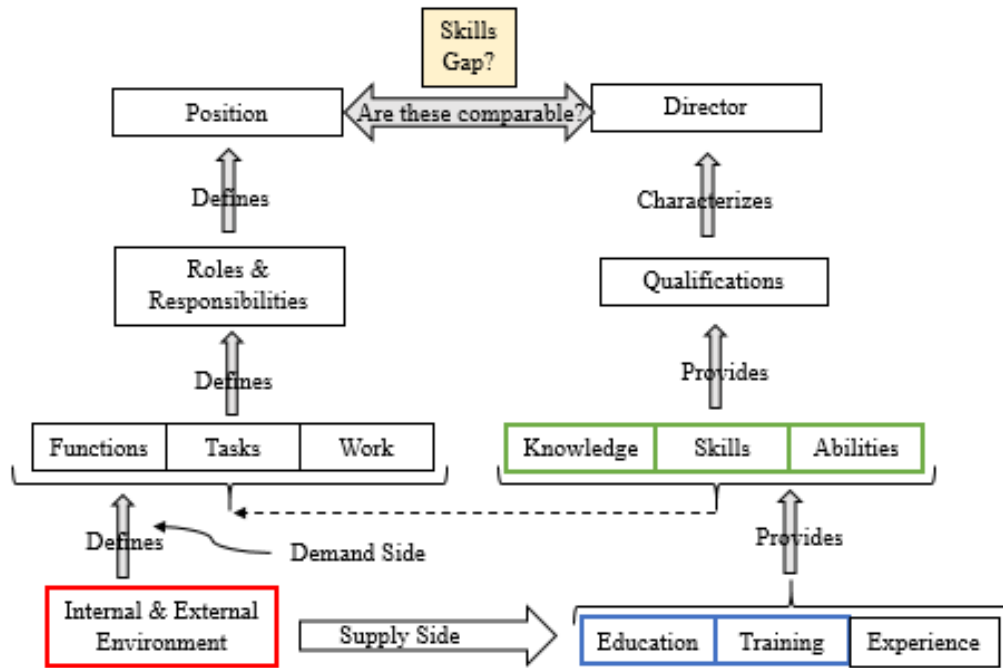 Skills
Gap?
Position
Are these comparable?
Director
Defines
Characterizes
Roles &
Responsibilities
Qualifications
Defines
Provides
Functions
Tasks
Work
Knowledge
Skills
Abilities
Defines
Demand Side
Provides
Internal & External
Environment
Supply Side
Education
Training
Experience